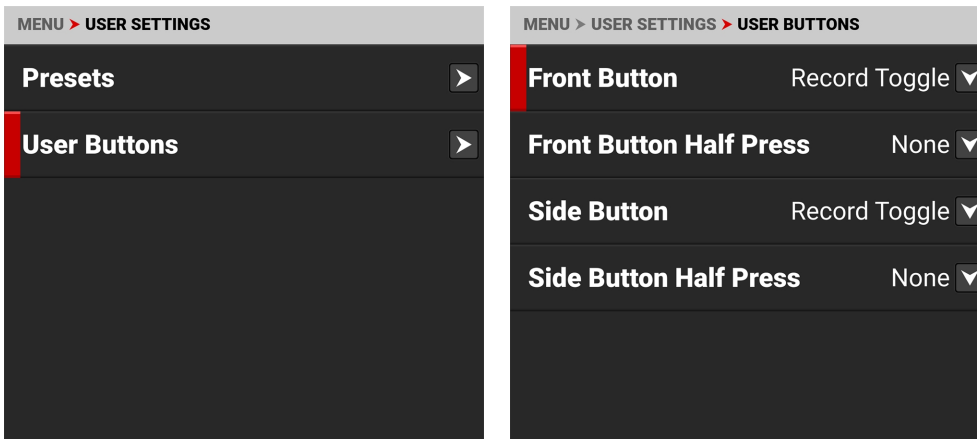 MENU > USER SETTINGS
Presets
User Buttons
MENU > USER SETTINGS > USER BUTTONS
Front Button Record Toggle
Front Button Half Press None
Side Button Record Toggle
Side Button Half Press None